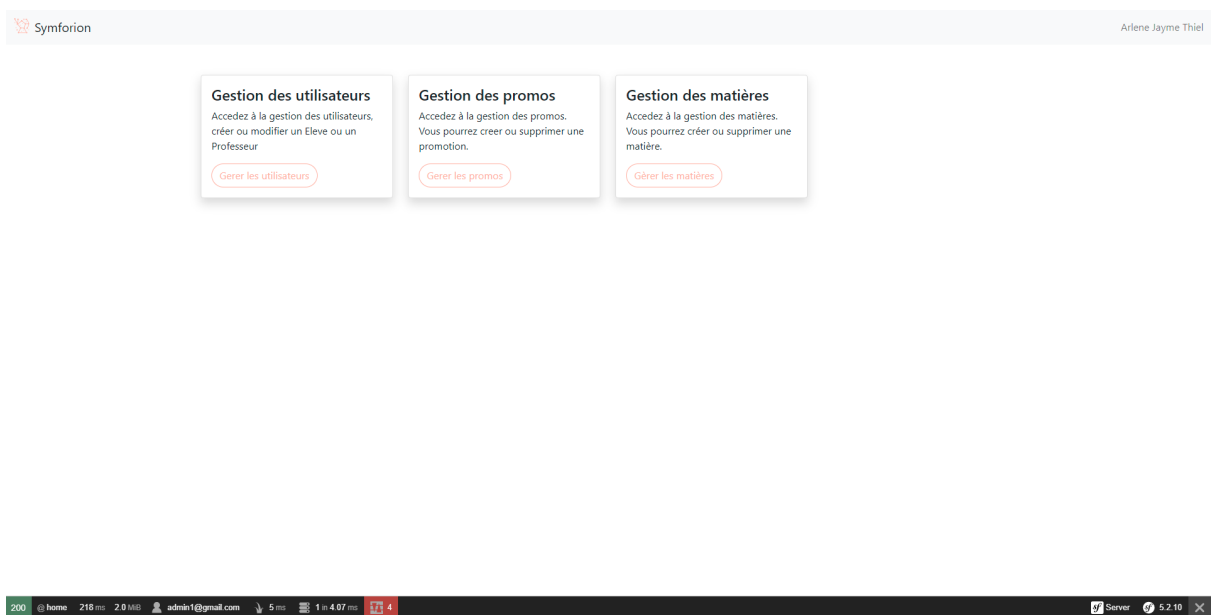 Symforion
Arlene Jayme Thiel
Gestion des utilisateurs
Accedez à la gestion des utilisateurs,
créer ou modifier un Eleve ou un
Professeur
Gerer les utilisateurs
Gestion des promos
Accedez à la gestion des promos.
Vous pourrez creer ou supprimer une
promotion.
Gerer les promos
Gestion des matières
Accedez à la gestion des matières.
Vous pourrez créer ou supprimer une
matière.
Gérer les matières
200 @ home 218 ms 2.0 MiB admin1@gmail.com 5 ms 1 in 4.07 ms 4 sf Server sf 5.2.10